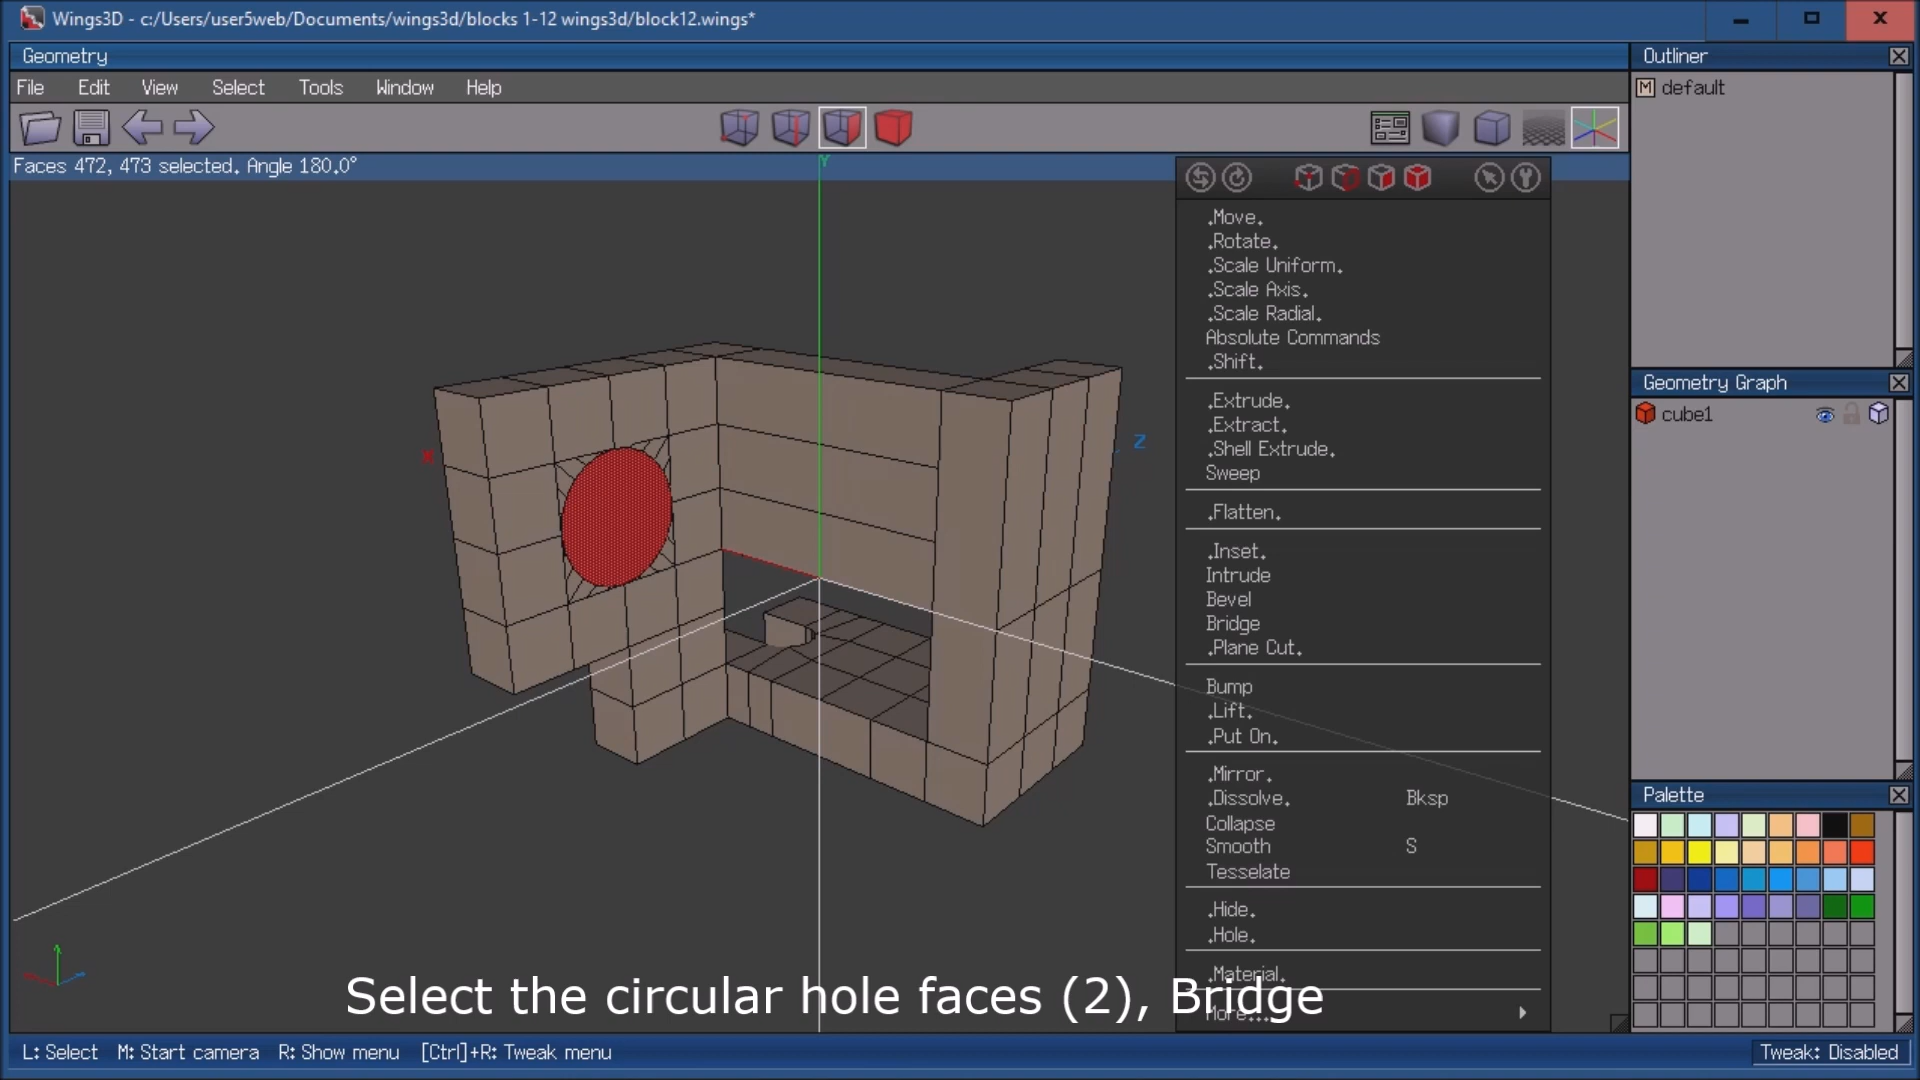 Wings3D - c:/Users/user5web/Documents/wings3d/blocks 1-12 wings3d/block12.wings*
Geometry
File Edit View Select Tools Window Help
Faces 472, 473 selected. Angle 180.0°
Y
X
Z
.Move.
.Rotate.
.Scale Uniform.
.Scale Axis.
.Scale Radial.
Absolute Commands
.Shift.
.Extrude.
.Extract.
.Shell Extrude.
Sweep
.Flatten.
.Inset.
Intrude
Bevel
Bridge
.Plane Cut.
Bump
.Lift.
.Put On.
.Mirror.
.Dissolve. Bksp
Collapse
Smooth S
Tesselate
.Hide.
.Hole.
.Material.
More...
Outliner
M default
Geometry Graph
cube1
Palette
Select the circular hole faces (2), Bridge
L: Select M: Start camera R: Show menu [Ctrl]+R: Tweak menu
Tweak: Disabled